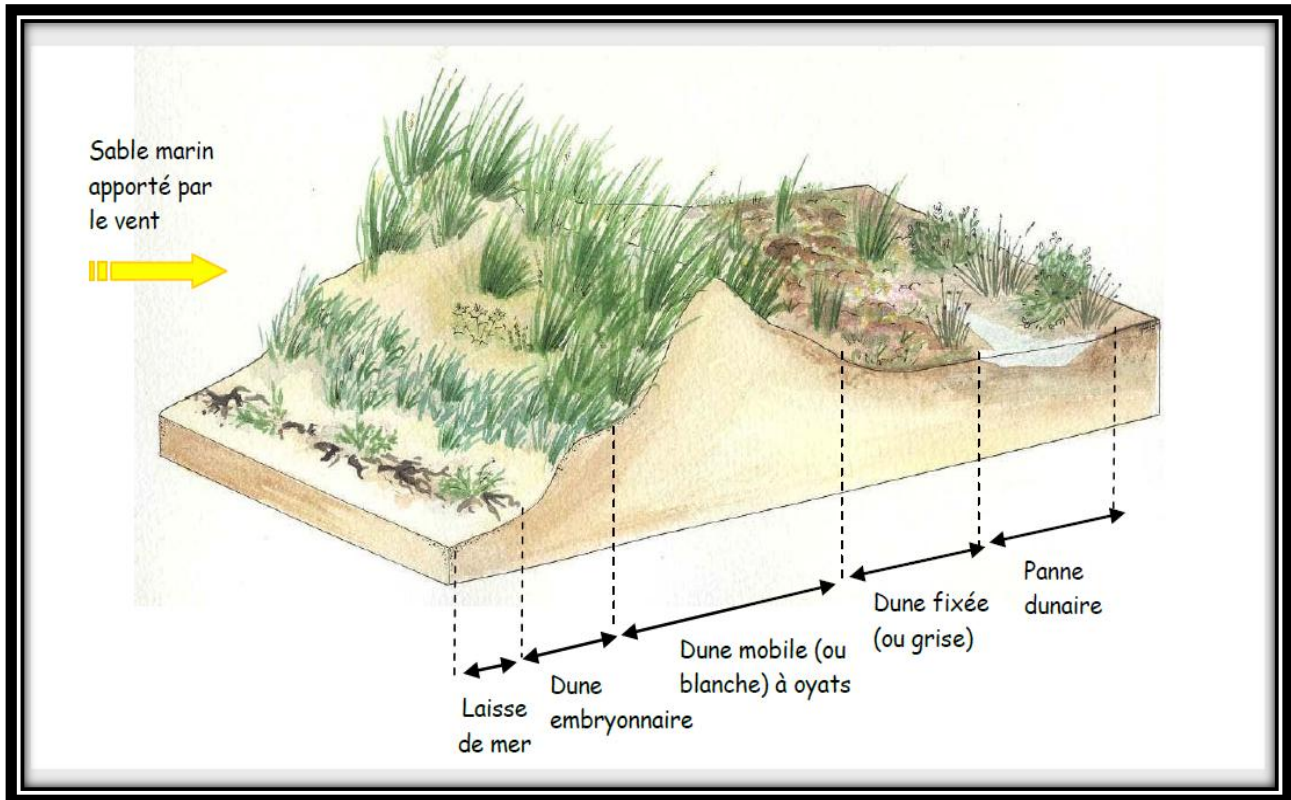 Sable marin
apporté par
le vent
Laisse
de mer
Dune
embryonnaire
Dune mobile (ou
blanche) à oyats
Dune fixée
(ou grise)
Panne
dunaire